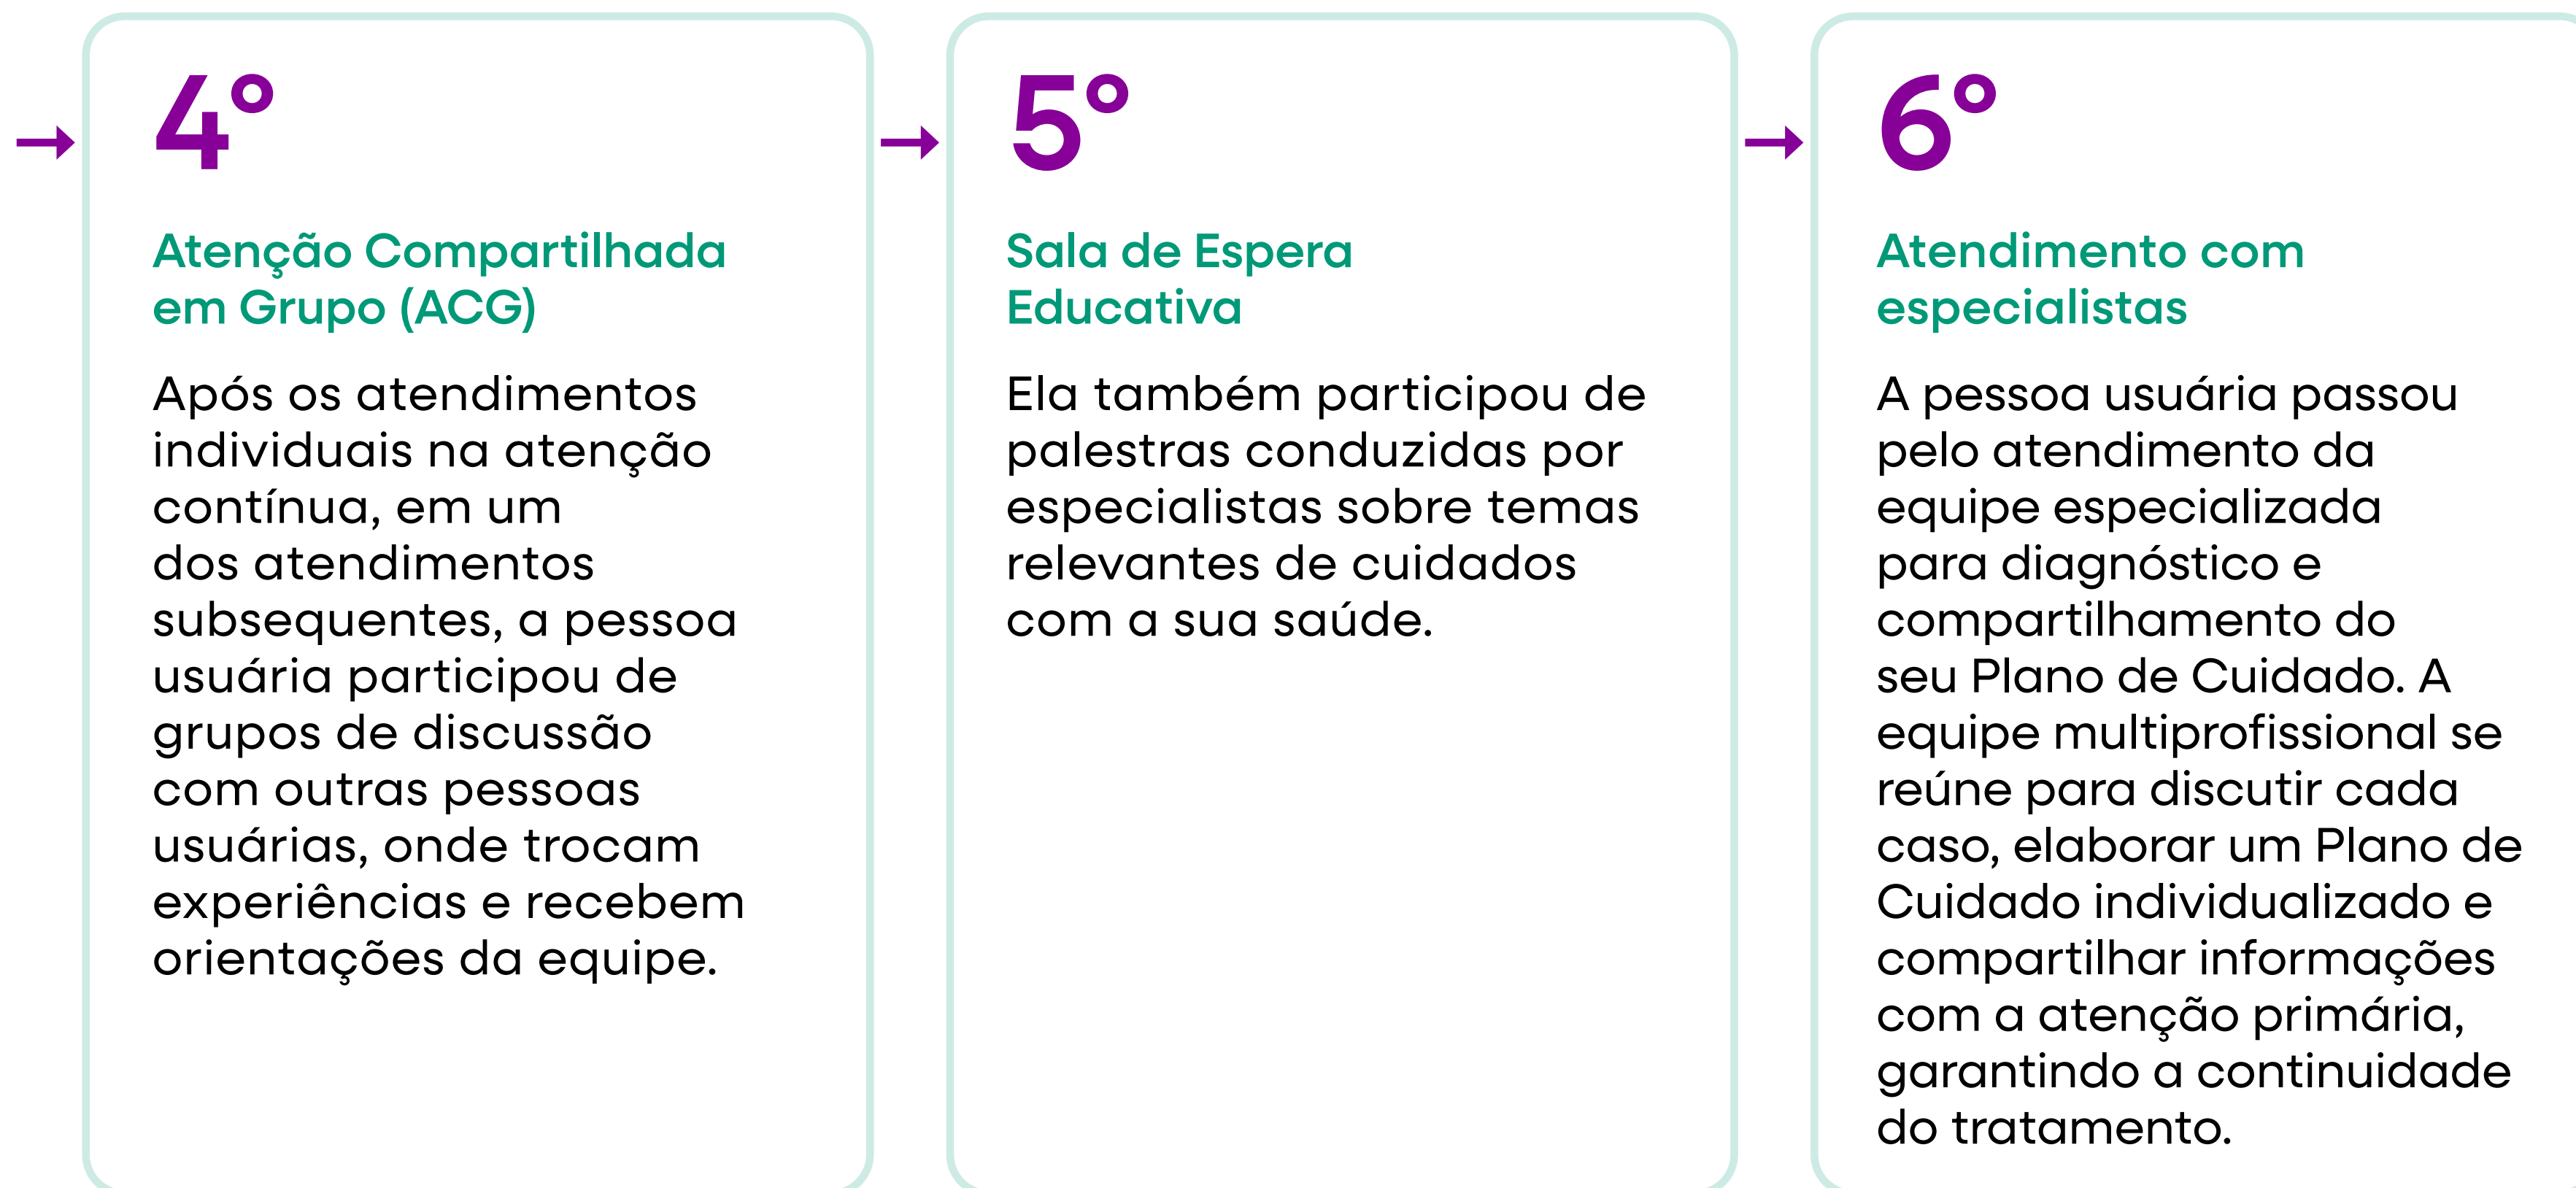 4º
Atenção Compartilhada
em Grupo (ACG)
Após os atendimentos
individuais na atenção
contínua, em um
dos atendimentos
subsequentes, a pessoa
usuária participou de
grupos de discussão
com outras pessoas
usuárias, onde trocam
experiências e recebem
orientações da equipe.
5º
Sala de Espera
Educativa
Ela também participou de
palestras conduzidas por
especialistas sobre temas
relevantes de cuidados
com a sua saúde.
6º
Atendimento com
especialistas
A pessoa usuária passou
pelo atendimento da
equipe especializada
para diagnóstico e
compartilhamento do
seu Plano de Cuidado. A
equipe multiprofissional se
reúne para discutir cada
caso, elaborar um Plano de
Cuidado individualizado e
compartilhar informações
com a atenção primária,
garantindo a continuidade
do tratamento.